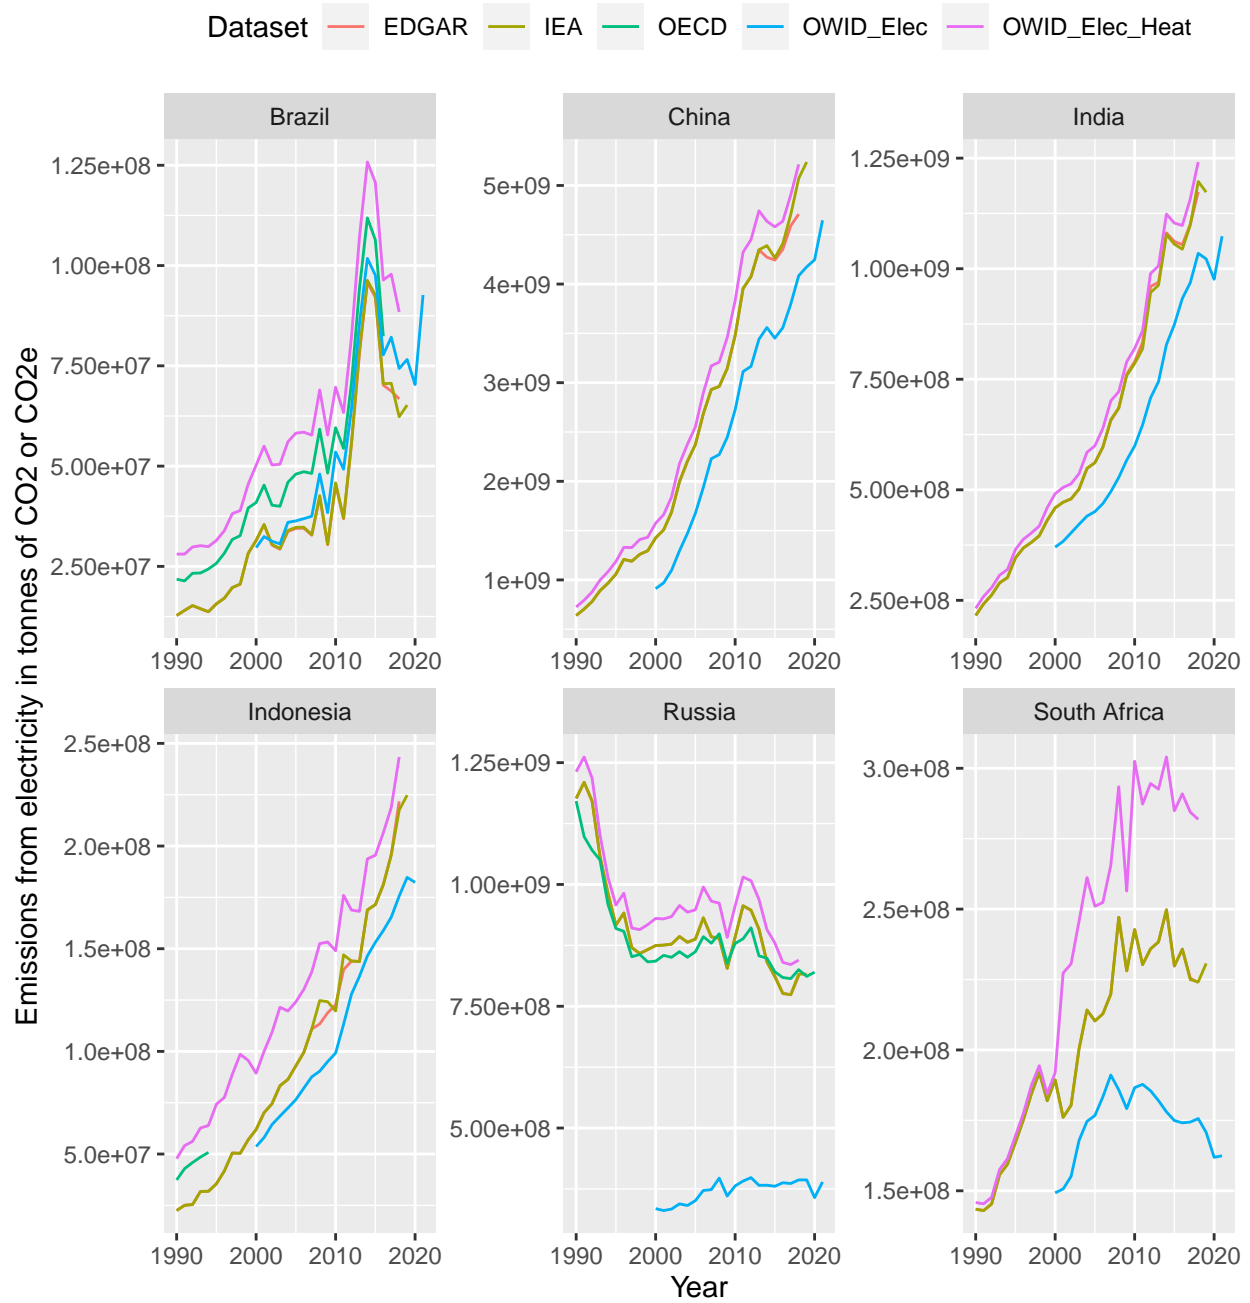 Dataset EDGAR IEA OECD OWID_Elec OWID_Elec_Heat
Emissions from electricity in tonnes of CO2 or CO2e
Brazil
1.25e+08
1.00e+08
7.50e+07
5.00e+07
2.50e+07
1990 2000 2010 2020
China
5e+09
4e+09
3e+09
2e+09
1e+09
1990 2000 2010 2020
India
1.25e+09
1.00e+09
7.50e+08
5.00e+08
2.50e+08
1990 2000 2010 2020
Indonesia
2.5e+08
2.0e+08
1.5e+08
1.0e+08
5.0e+07
1990 2000 2010 2020
Russia
1.25e+09
1.00e+09
7.50e+08
5.00e+08
1990 2000 2010 2020
South Africa
3.0e+08
2.5e+08
2.0e+08
1.5e+08
1990 2000 2010 2020
Year